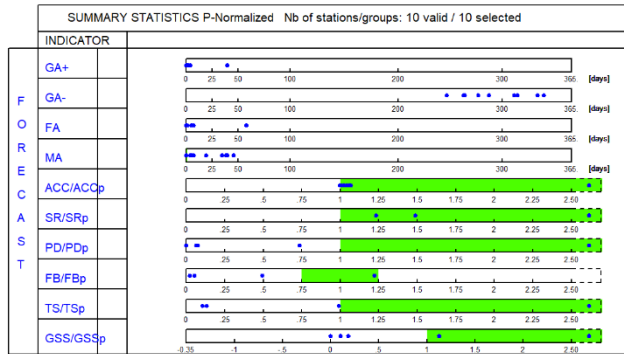 SUMMARY STATISTICS P-Normalized Nb of stations/groups: 10 valid / 10 selected
INDICATOR
FORECAST
GA+
0 25 50 100 200 300 365. [days]
GA-
0 25 50 100 200 300 365. [days]
FA
0 25 50 100 200 300 365. [days]
MA
0 25 50 100 200 300 365. [days]
ACC/ACCp
0 .25 .5 .75 1 1.25 1.5 1.75 2 2.25 2.50
SR/SRp
0 .25 .5 .75 1 1.25 1.5 1.75 2 2.25 2.50
PD/PDp
0 .25 .5 .75 1 1.25 1.5 1.75 2 2.25 2.50
FB/FBp
0 .25 .5 .75 1 1.25 1.5 1.75 2 2.25 2.50
TS/TSp
0 .25 .5 .75 1 1.25 1.5 1.75 2 2.25 2.50
GSS/GSSp
-0.35 -1 -.5 0 .5 1 1.5 2 2.50